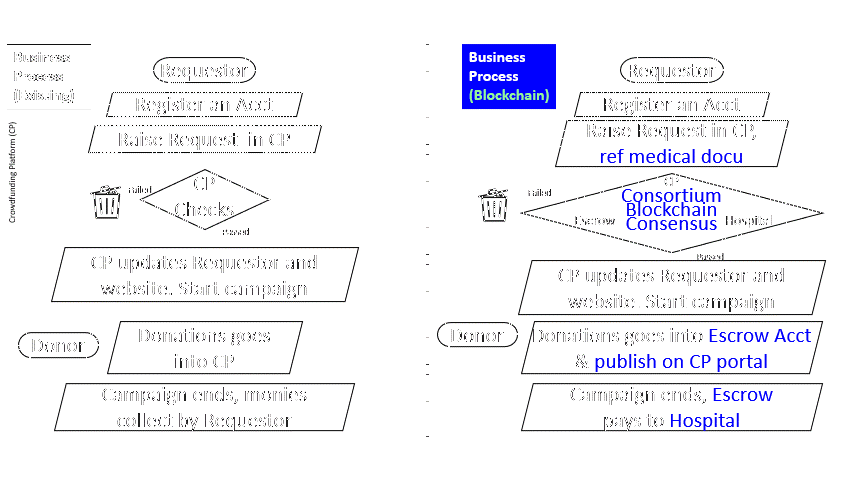 Business
Process
(Existing)
Crowdfunding Platform (CP)
Requestor
Register an Acct
Raise Request in CP
Failed
CP
Checks
Passed
CP updates Requestor and
website. Start campaign
Donor
Donations goes
into CP
Campaign ends, monies
collect by Requestor
Business
Process
(Blockchain)
Requestor
Register an Acct
Raise Request in CP,
ref medical docu
Failed
CP
Consortium
Blockchain
Escrow
Hospital
Consensus
Passed
CP updates Requestor and
website. Start campaign
Donor
Donations goes into Escrow Acct
& publish on CP portal
Campaign ends, Escrow
pays to Hospital